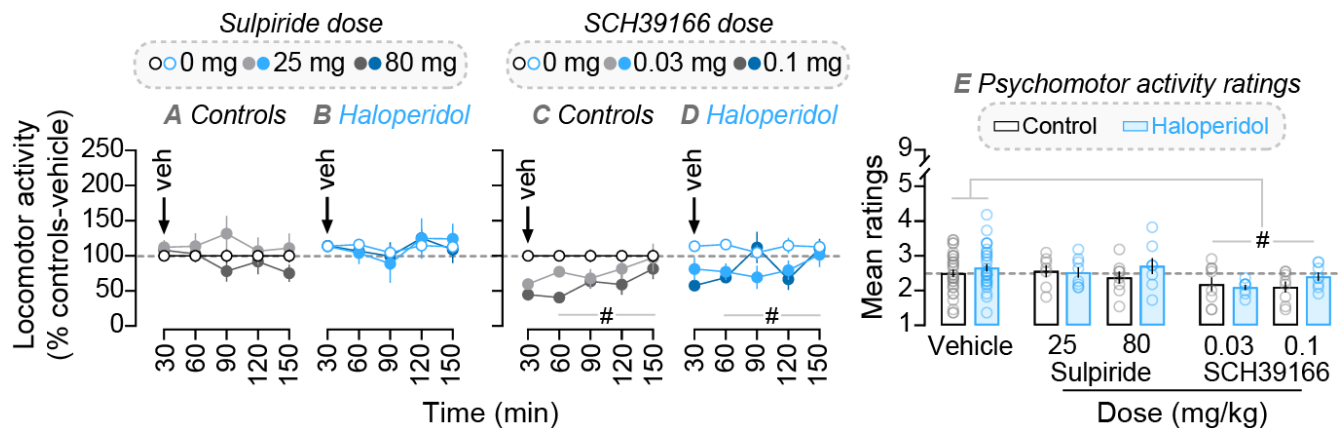 Sulpiride dose
0 mg 25 mg 80 mg
SCH39166 dose
0 mg 0.03 mg 0.1 mg
A Controls
B Haloperidol
C Controls
D Haloperidol
Locomotor activity
(% controls-vehicle)
250
200
150
100
50
0
veh
veh
veh
veh
#
#
30 60 90 120 150
30 60 90 120 150
30 60 90 120 150
30 60 90 120 150
Time (min)
E Psychomotor activity ratings
Control Haloperidol
Mean ratings
9
5
4
3
2
1
#
Vehicle 25 80 0.03 0.1
Sulpiride SCH39166
Dose (mg/kg)